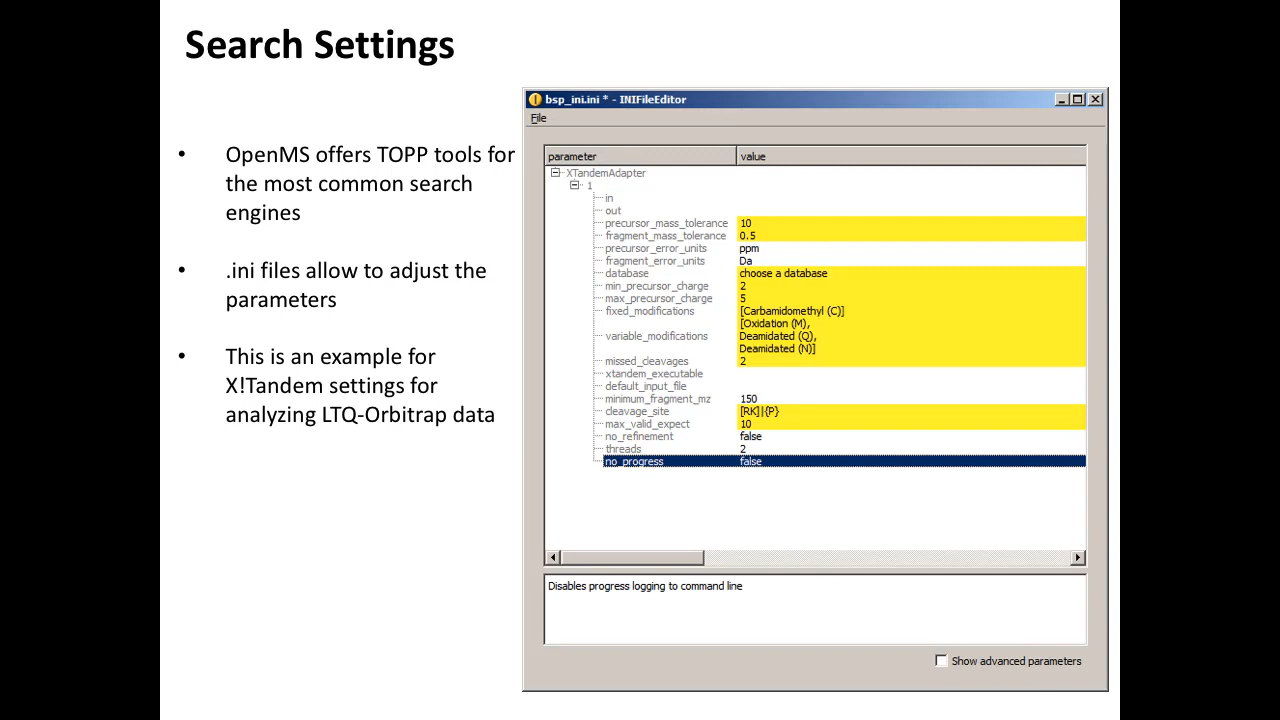 Search Settings
• OpenMS offers TOPP tools for
the most common search
engines
• .ini files allow to adjust the
parameters
• This is an example for
X!Tandem settings for
analyzing LTQ-Orbitrap data
bsp_ini.ini * - INIFileEditor
File
parameter value
XTandemAdapter
1
in
out
precursor_mass_tolerance 10
fragment_mass_tolerance 0.5
precursor_error_units ppm
fragment_error_units Da
database choose a database
min_precursor_charge 2
max_precursor_charge 5
fixed_modifications [Carbamidomethyl (C)]
[Oxidation (M),
variable_modifications Deamidated (Q),
Deamidated (N)]
missed_cleavages 2
xtandem_executable
default_input_file
minimum_fragment_mz 150
cleavage_site [RK]|{P}
max_valid_expect 10
no_refinement false
threads 2
no_progress false
Disables progress logging to command line
Show advanced parameters